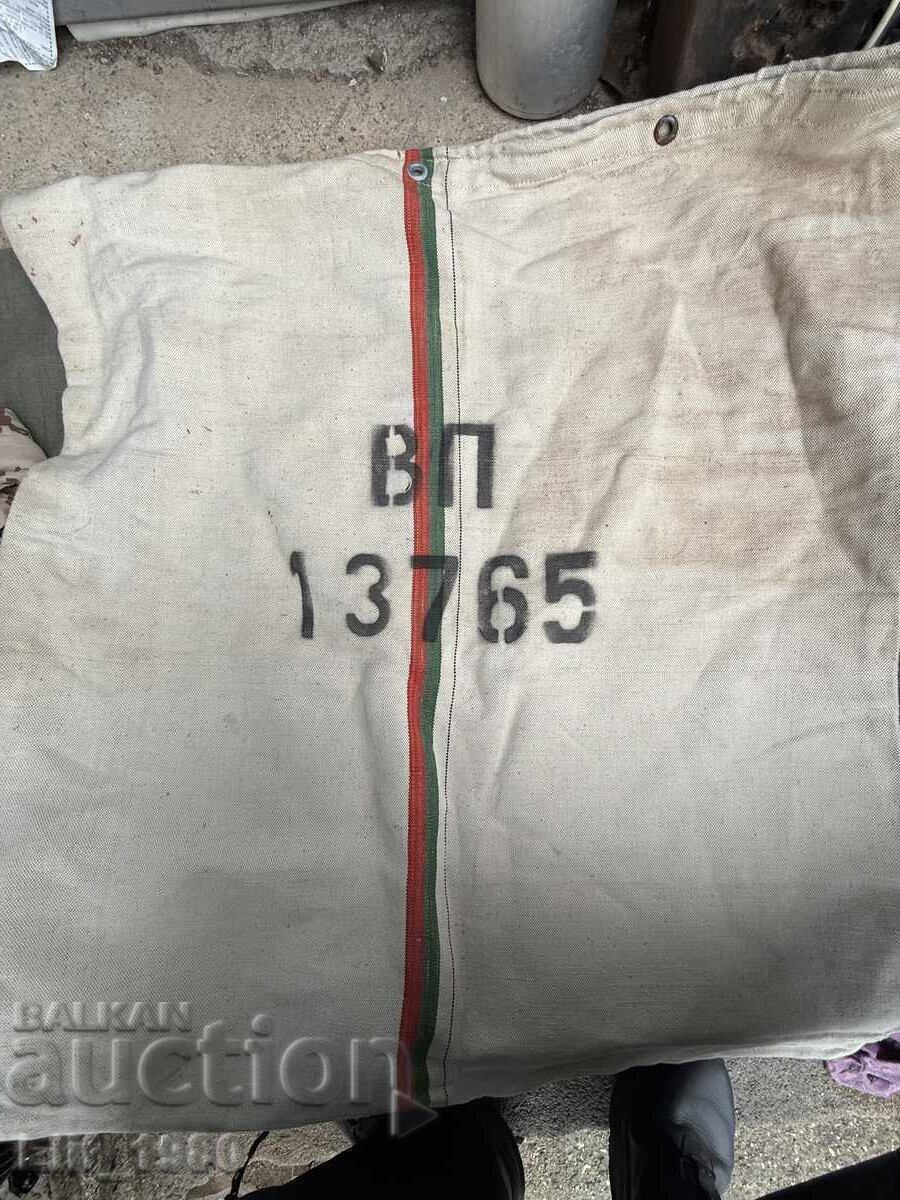 ВП
13765
BALKAN
auction